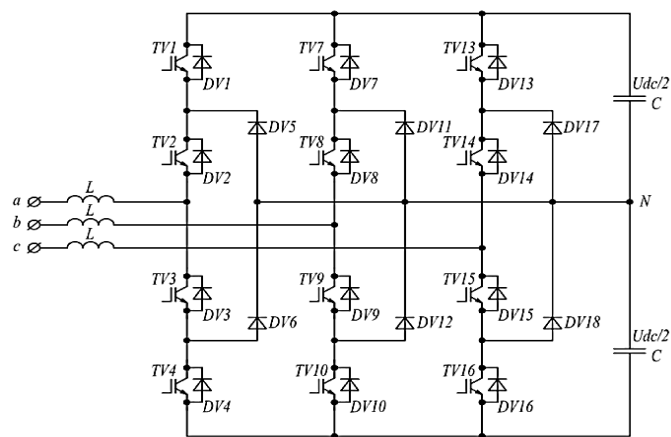 TV1 TV7 TV13
DV1 DV7 DV13
Udc/2
C
TV2 DV5 TV8 DV11 TV14 DV17
DV2 DV8 DV14
a L N
b L
c L
TV3 TV9 TV15
DV3 DV6 DV9 DV12 DV15 DV18
Udc/2
C
TV4 TV10 TV16
DV4 DV10 DV16